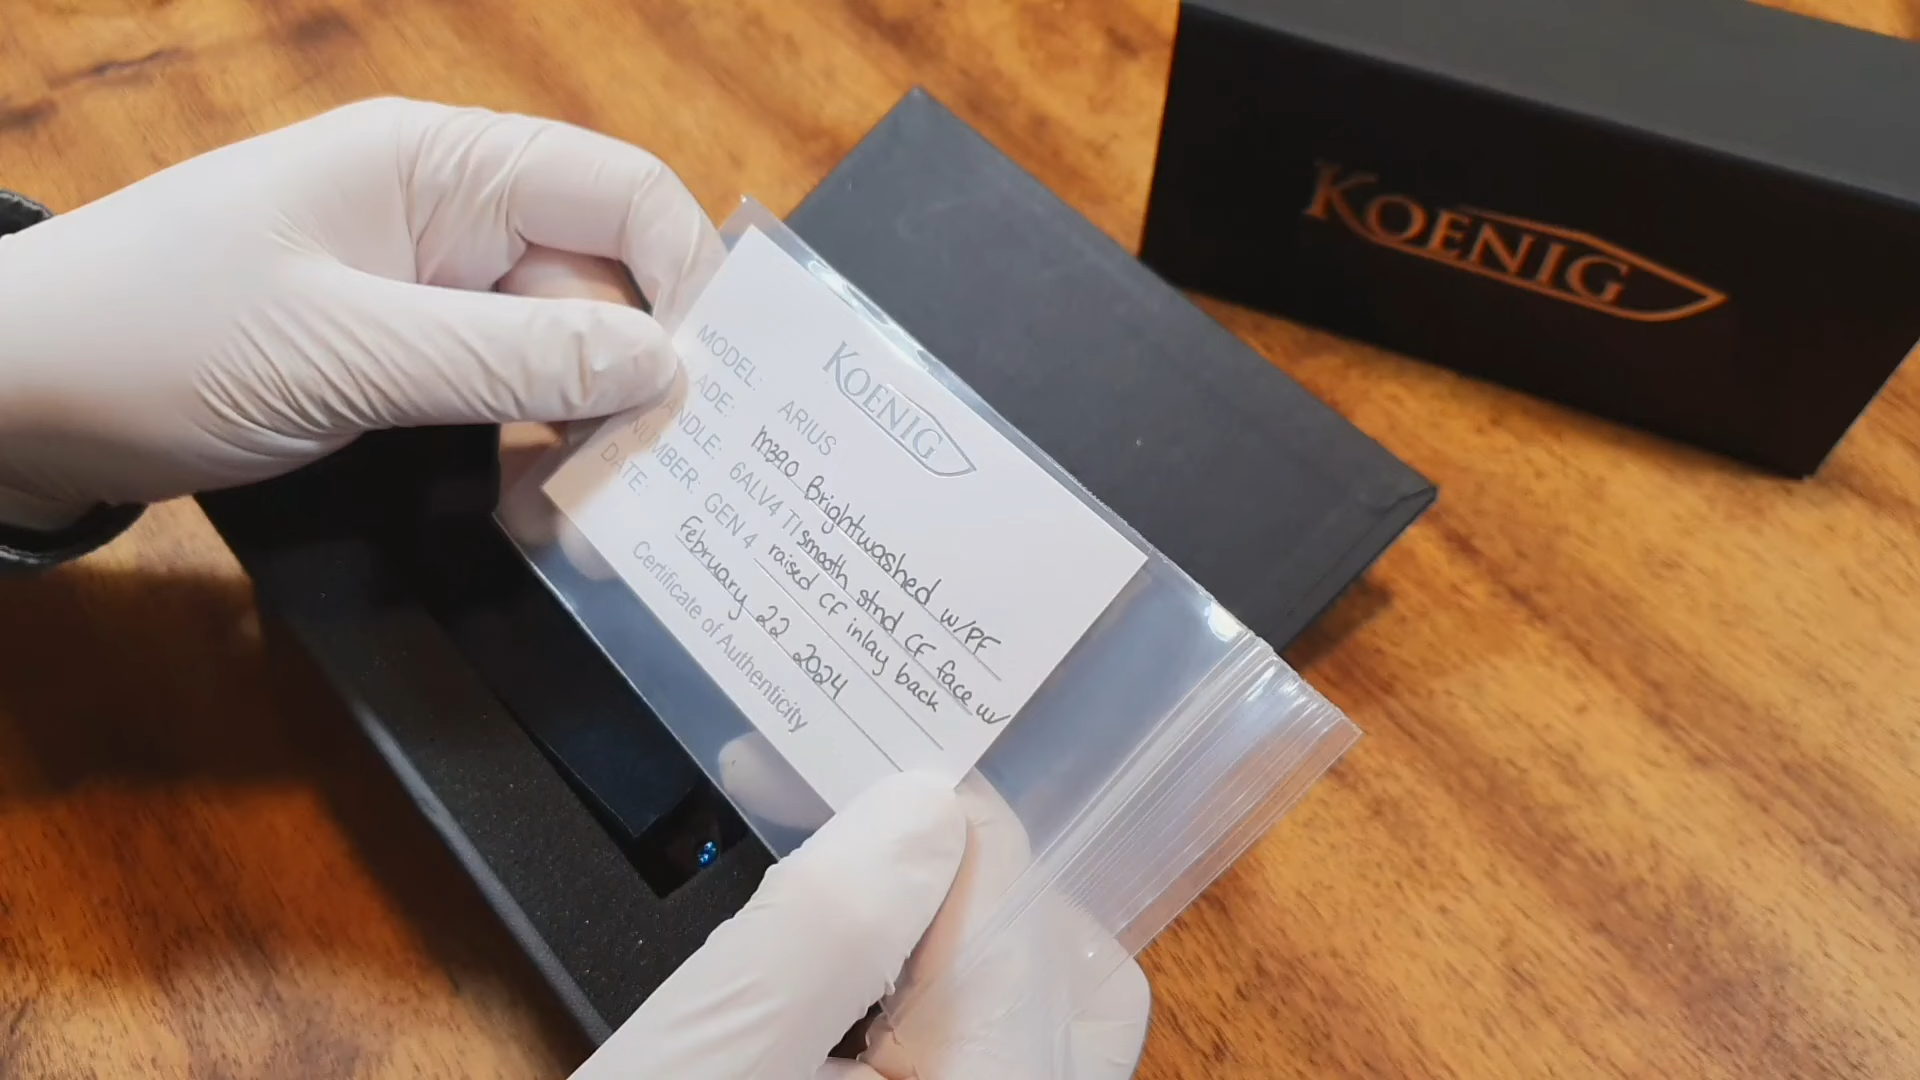 KOENIG
KOENIG
MODEL: ARIUS
ADE: M390 Brightwashed w/PF
ANDLE: 6ALV4 TI smooth stnd CF face w/
NUMBER: GEN 4 raised CF inlay back
DATE: February 22 2024
Certificate of Authenticity